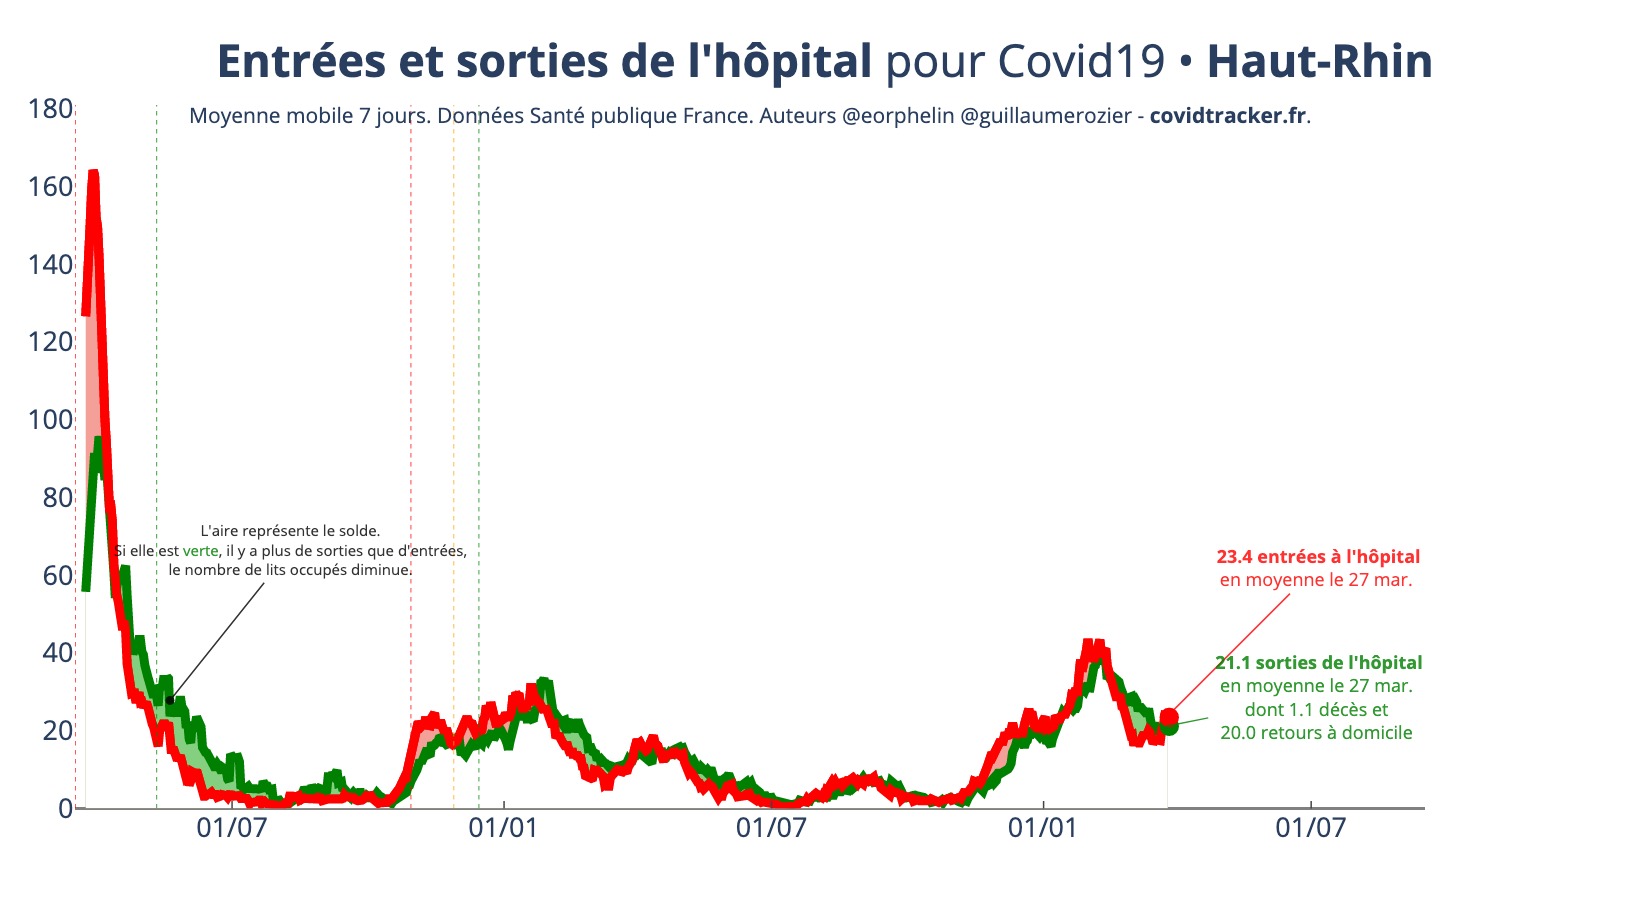 Entrées et sorties de l'hôpital pour Covid19 • Haut-Rhin
Moyenne mobile 7 jours. Données Santé publique France. Auteurs @eorphelin @guillaumerozier - covidtracker.fr.
180
160
140
120
100
80
60
40
20
0
L'aire représente le solde.
Si elle est verte, il y a plus de sorties que d'entrées,
le nombre de lits occupés diminue.
23.4 entrées à l'hôpital
en moyenne le 27 mar.
21.1 sorties de l'hôpital
en moyenne le 27 mar.
dont 1.1 décès et
20.0 retours à domicile
01/07
01/01
01/07
01/01
01/07